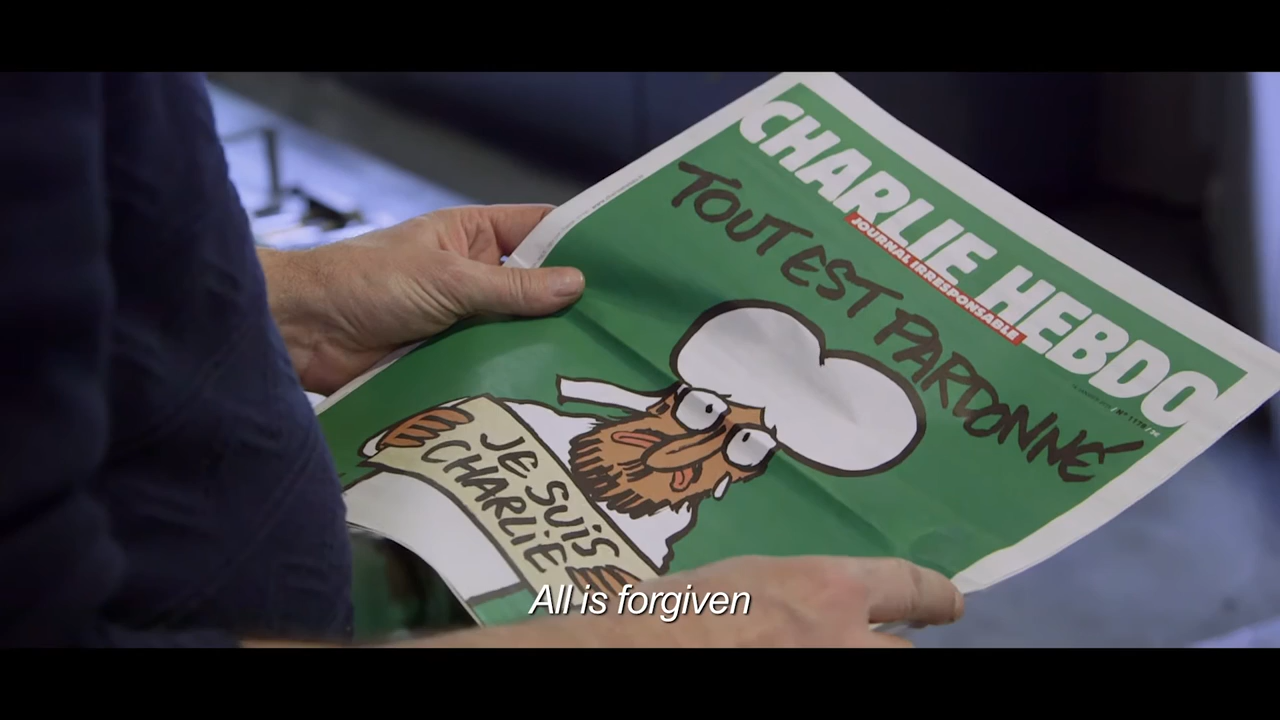 CHARLIE HEBDO
JOURNAL IRRESPONSABLE
TOUT EST PARDONNÉ
JE SUIS
CHARLIE
All is forgiven